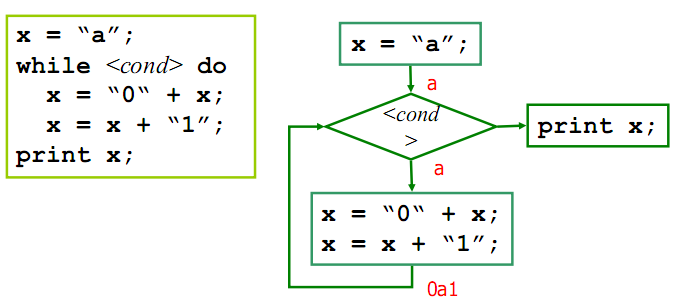 x = “a”;
while <cond> do
x = “0“ + x;
x = x + “1”;
print x;
x = “a”;
a
<cond
>
print x;
a
x = “0“ + x;
x = x + “1”;
0a1